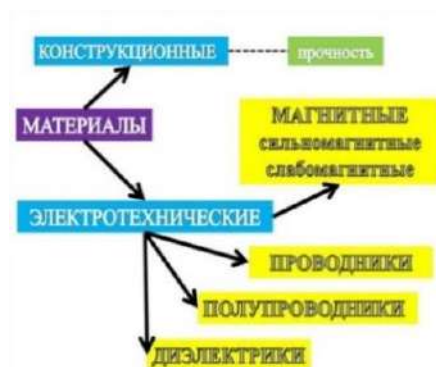 КОНСТРУКЦИОННЫЕ
прочность
МАТЕРИАЛЫ
МАГНИТНЫЕ
сильномагнитные
слабомагнитные
ЭЛЕКТРОТЕХНИЧЕСКИЕ
ПРОВОДНИКИ
ПОЛУПРОВОДНИКИ
ДИЭЛЕКТРИКИ